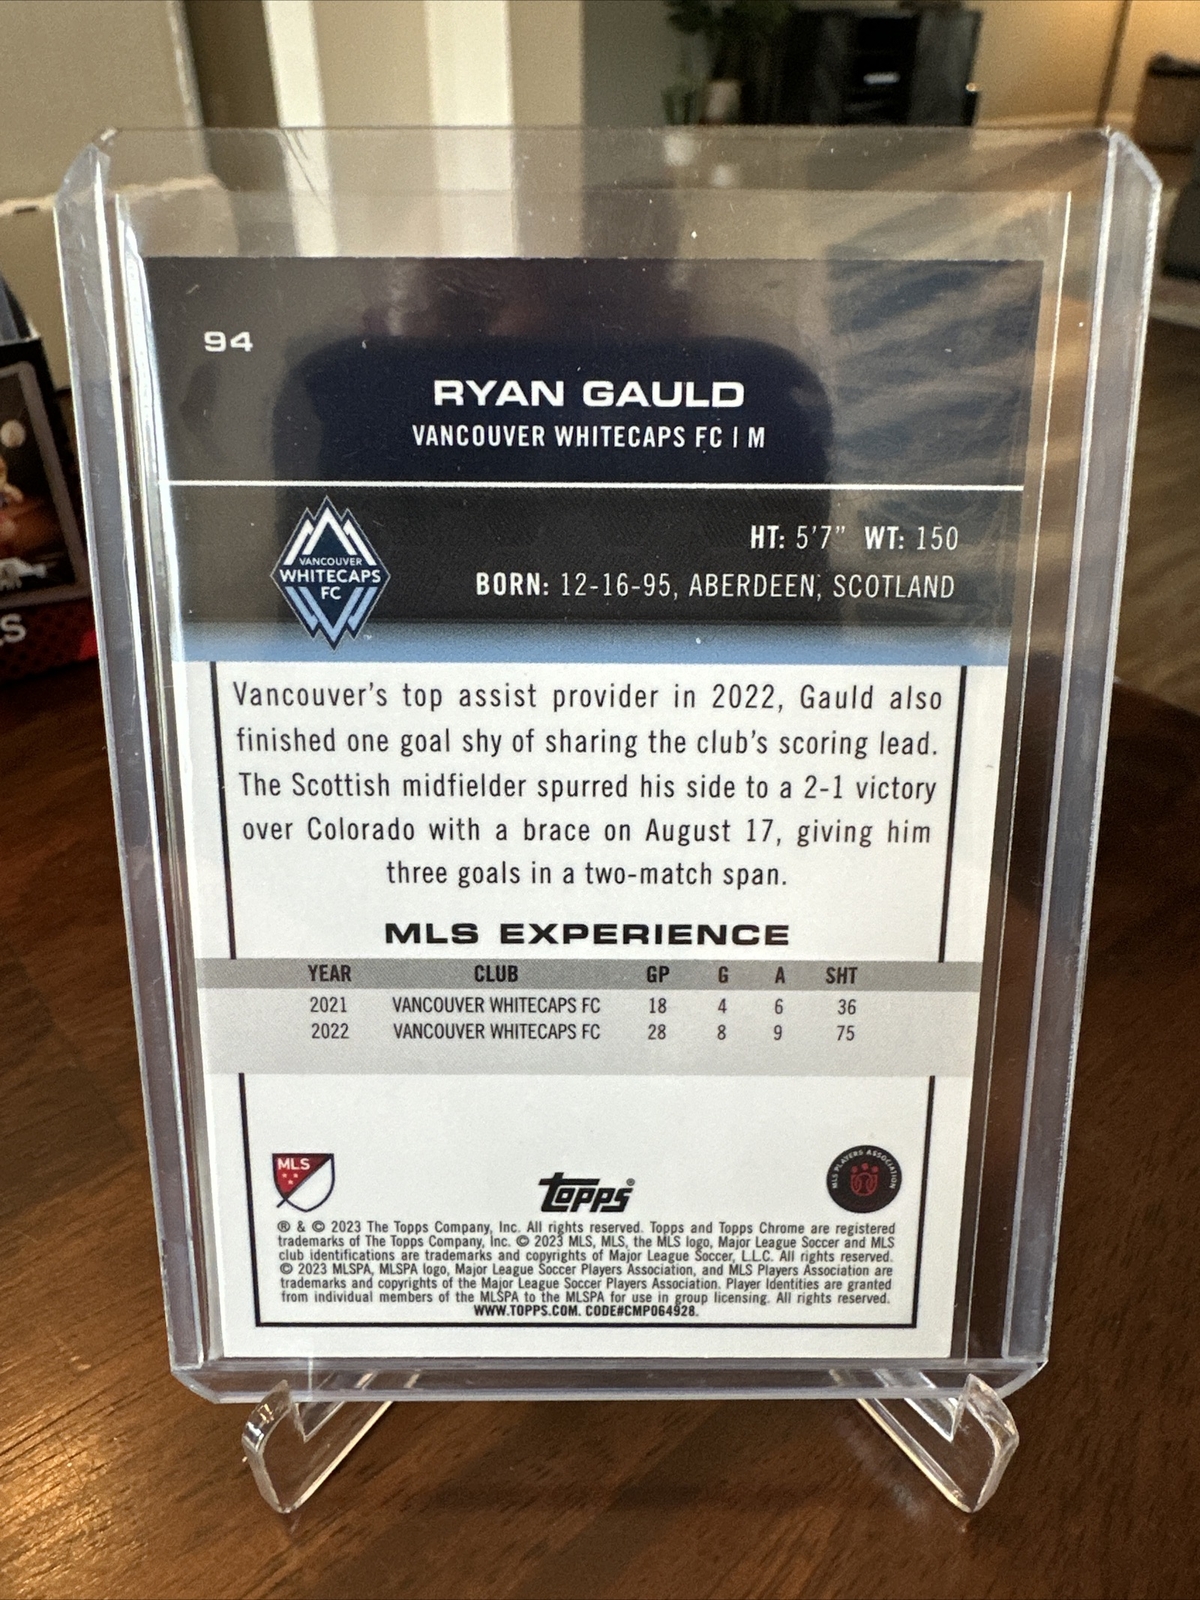 94
RYAN GAULD
VANCOUVER WHITECAPS FC | M
VANCOUVER
WHITECAPS
FC
HT: 5'7" WT: 150
BORN: 12-16-95, ABERDEEN, SCOTLAND
Vancouver's top assist provider in 2022, Gauld also
finished one goal shy of sharing the club's scoring lead.
The Scottish midfielder spurred his side to a 2-1 victory
over Colorado with a brace on August 17, giving him
three goals in a two-match span.
MLS EXPERIENCE
YEAR CLUB GP G A SHT
2021 VANCOUVER WHITECAPS FC 18 4 6 36
2022 VANCOUVER WHITECAPS FC 28 8 9 75
MLS
topps®
MLS PLAYERS ASSOCIATION
® & © 2023 The Topps Company, Inc. All rights reserved. Topps and Topps Chrome are registered
trademarks of The Topps Company, Inc. © 2023 MLS, MLS, the MLS logo, Major League Soccer and MLS
club identifications are trademarks and copyrights of Major League Soccer, L.L.C. All rights reserved.
© 2023 MLSPA, MLSPA logo, Major League Soccer Players Association, and MLS Players Association are
trademarks and copyrights of the Major League Soccer Players Association. Player Identities are granted
from individual members of the MLSPA to the MLSPA for use in group licensing. All rights reserved.
WWW.TOPPS.COM. CODE#CMP064928.